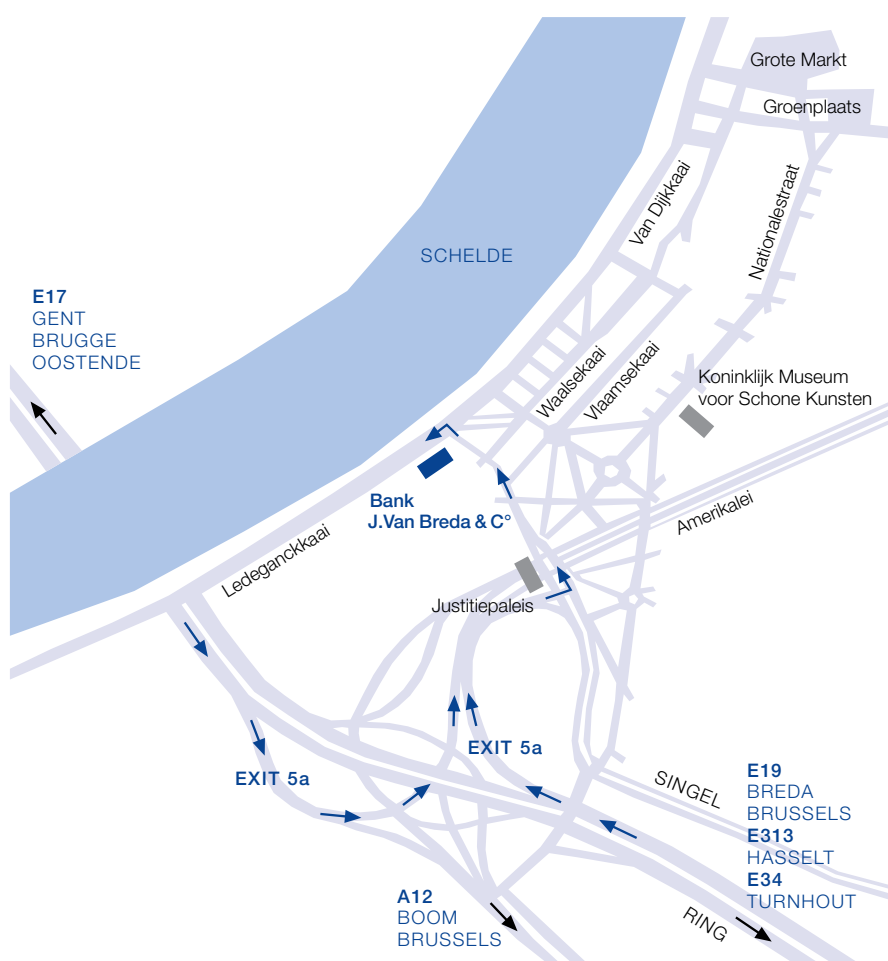 Grote Markt
Groenplaats
Van Dijkkaai
Nationalestraat
SCHELDE
E17
GENT
BRUGGE
OOSTENDE
Waalsekaai
Vlaamsekaai
Koninklijk Museum
voor Schone Kunsten
Bank
J.Van Breda & C°
Amerikalei
Ledeganckkaai
Justitiepaleis
EXIT 5a
EXIT 5a
SINGEL
E19
BREDA
BRUSSELS
E313
HASSELT
E34
TURNHOUT
A12
BOOM
BRUSSELS
RING